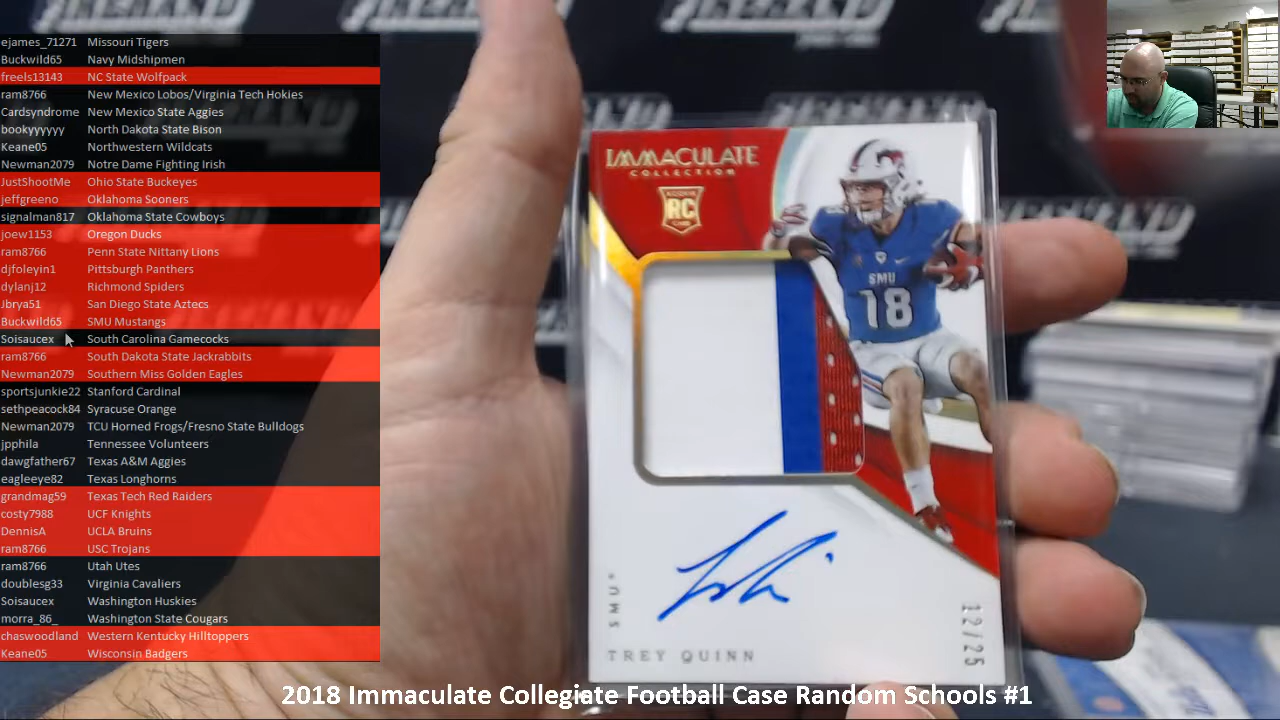 ejames_71271 Missouri Tigers
Buckwild65 Navy Midshipmen
freels13143 NC State Wolfpack
ram8766 New Mexico Lobos/Virginia Tech Hokies
Cardsyndrome New Mexico State Aggies
bookyyyyyy North Dakota State Bison
Keane05 Northwestern Wildcats
Newman2079 Notre Dame Fighting Irish
JustShootMe Ohio State Buckeyes
jeffgreeno Oklahoma Sooners
signalman817 Oklahoma State Cowboys
joew1153 Oregon Ducks
ram8766 Penn State Nittany Lions
djfoleyin1 Pittsburgh Panthers
dylanj12 Richmond Spiders
Jbrya51 San Diego State Aztecs
Buckwild65 SMU Mustangs
Soisaucex South Carolina Gamecocks
ram8766 South Dakota State Jackrabbits
Newman2079 Southern Miss Golden Eagles
sportsjunkie22 Stanford Cardinal
sethpeacock84 Syracuse Orange
Newman2079 TCU Horned Frogs/Fresno State Bulldogs
jpphila Tennessee Volunteers
dawgfather67 Texas A&M Aggies
eagleeye82 Texas Longhorns
grandmag59 Texas Tech Red Raiders
costy7988 UCF Knights
DennisA UCLA Bruins
ram8766 USC Trojans
ram8766 Utah Utes
doublesg33 Virginia Cavaliers
Soisaucex Washington Huskies
morra_86_ Washington State Cougars
chaswoodland Western Kentucky Hilltoppers
Keane05 Wisconsin Badgers
IMMACULATE
COLLECTION
ROOKIE
RC
SMU
18
SMU
TREY QUINN
12/25
2018 Immaculate Collegiate Football Case Random Schools #1